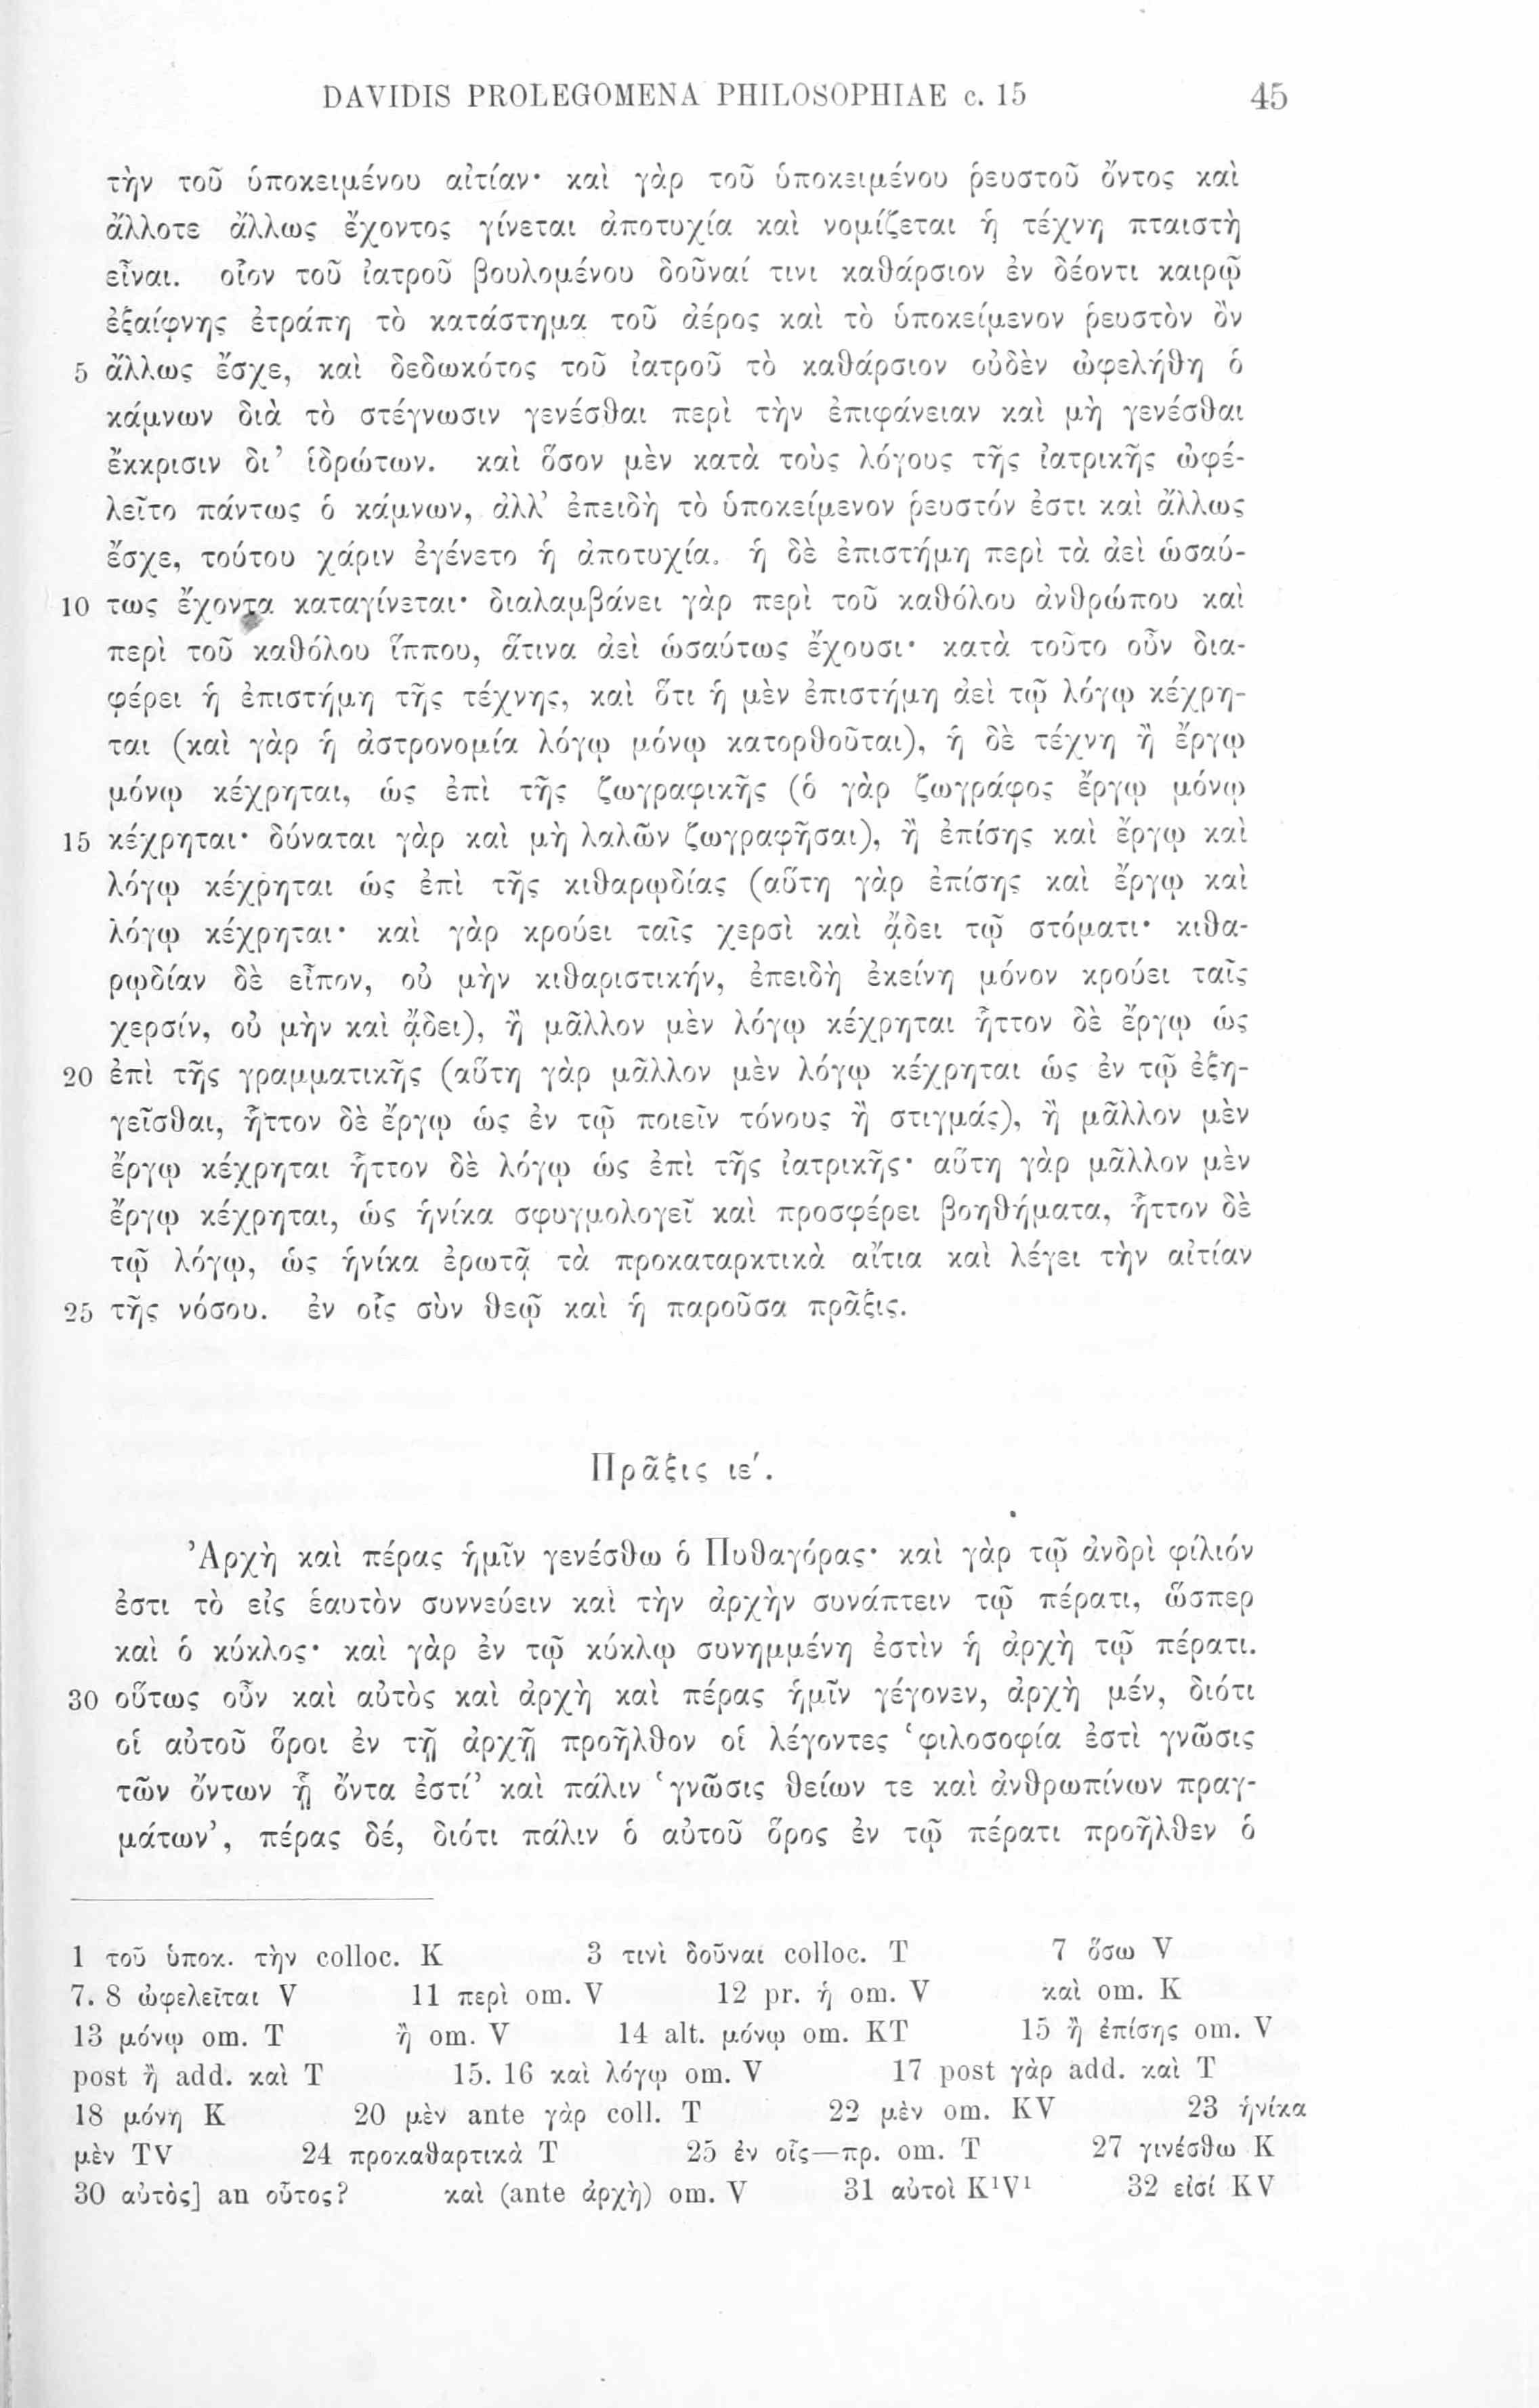 DAVIDIS PROLEGOMENA PHILOSOPHIAE c. 15 45
τὴν τοῦ ὑποκειμένου αἰτίαν· καὶ γὰρ τοῦ ὑποκειμένου ῥευστοῦ ὄντος καὶ
ἄλλοτε ἄλλως ἔχοντος γίνεται ἀποτυχία καὶ νομίζεται ἡ τέχνη πταιστὴ
εἶναι. οἷον τοῦ ἰατροῦ βουλομένου δοῦναί τινι καθάρσιον ἐν δέοντι καιρῷ
ἐξαίφνης ἐτράπη τὸ κατάστημα τοῦ ἀέρος καὶ τὸ ὑποκείμενον ῥευστὸν ὂν
5 ἄλλως ἔσχε, καὶ δεδωκότος τοῦ ἰατροῦ τὸ καθάρσιον οὐδὲν ὠφελήθη ὁ
κάμνων διὰ τὸ στέγνωσιν γενέσθαι περὶ τὴν ἐπιφάνειαν καὶ μὴ γενέσθαι
ἔκκρισιν δι’ ἱδρώτων. καὶ ὅσον μὲν κατὰ τοὺς λόγους τῆς ἰατρικῆς ὠφέ-
λεῖτο πάντως ὁ κάμνων, ἀλλ’ ἐπειδὴ τὸ ὑποκείμενον ῥευστόν ἐστι καὶ ἄλλως
ἔσχε, τούτου χάριν ἐγένετο ἡ ἀποτυχία. ἡ δὲ ἐπιστήμη περὶ τὰ ἀεὶ ὡσαύ-
10 τως ἔχοντα καταγίνεται· διαλαμβάνει γὰρ περὶ τοῦ καθόλου ἀνθρώπου καὶ
περὶ τοῦ καθόλου ἵππου, ἅτινα ἀεὶ ὡσαύτως ἔχουσι· κατὰ τοῦτο οὖν δια-
φέρει ἡ ἐπιστήμη τῆς τέχνης, καὶ ὅτι ἡ μὲν ἐπιστήμη ἀεὶ τῷ λόγῳ κέχρη-
ται (καὶ γὰρ ἡ ἀστρονομία λόγῳ μόνῳ κατορθοῦται), ἡ δὲ τέχνη ἢ ἔργῳ
μόνῳ κέχρηται, ὡς ἐπὶ τῆς ζωγραφικῆς (ὁ γὰρ ζωγράφος ἔργῳ μόνῳ
15 κέχρηται· δύναται γὰρ καὶ μὴ λαλῶν ζωγραφῆσαι), ἢ ἐπίσης καὶ ἔργῳ καὶ
λόγῳ κέχρηται ὡς ἐπὶ τῆς κιθαρῳδίας (αὕτη γὰρ ἐπίσης καὶ ἔργῳ καὶ
λόγῳ κέχρηται· καὶ γὰρ κρούει ταῖς χερσὶ καὶ ᾄδει τῷ στόματι· κιθα-
ρῳδίαν δὲ εἶπον, οὐ μὴν κιθαριστικήν, ἐπειδὴ ἐκείνη μόνον κρούει ταῖς
χερσίν, οὐ μὴν καὶ ᾄδει), ἢ μᾶλλον μὲν λόγῳ κέχρηται ἧττον δὲ ἔργῳ ὡς
20 ἐπὶ τῆς γραμματικῆς (αὕτη γὰρ μᾶλλον μὲν λόγῳ κέχρηται ὡς ἐν τῷ ἐξη-
γεῖσθαι, ἧττον δὲ ἔργῳ ὡς ἐν τῷ ποιεῖν τόνους ἢ στιγμάς), ἢ μᾶλλον μὲν
ἔργῳ κέχρηται ἧττον δὲ λόγῳ ὡς ἐπὶ τῆς ἰατρικῆς· αὕτη γὰρ μᾶλλον μὲν
ἔργῳ κέχρηται, ὡς ἡνίκα σφυγμολογεῖ καὶ προσφέρει βοηθήματα, ἧττον δὲ
τῷ λόγῳ, ὡς ἡνίκα ἐρωτᾷ τὰ προκαταρκτικὰ αἴτια καὶ λέγει τὴν αἰτίαν
25 τῆς νόσου. ἐν οἷς σὺν θεῷ καὶ ἡ παροῦσα πρᾶξις.
Πρᾶξις ιε′.
Ἀρχὴ καὶ πέρας ἡμῖν γενέσθω ὁ Πυθαγόρας· καὶ γὰρ τῷ ἀνδρὶ φίλιόν
ἐστι τὸ εἰς ἑαυτὸν συννεύειν καὶ τὴν ἀρχὴν συνάπτειν τῷ πέρατι, ὥσπερ
καὶ ὁ κύκλος· καὶ γὰρ ἐν τῷ κύκλῳ συνημμένη ἐστὶν ἡ ἀρχὴ τῷ πέρατι.
30 οὕτως οὖν καὶ αὐτὸς καὶ ἀρχὴ καὶ πέρας ἡμῖν γέγονεν, ἀρχὴ μέν, διότι
οἱ αὐτοῦ ὅροι ἐν τῇ ἀρχῇ προῆλθον οἱ λέγοντες ‘φιλοσοφία ἐστὶ γνῶσις
τῶν ὄντων ᾗ ὄντα ἐστί’ καὶ πάλιν ‘γνῶσις θείων τε καὶ ἀνθρωπίνων πραγ-
μάτων’, πέρας δέ, διότι πάλιν ὁ αὐτοῦ ὅρος ἐν τῷ πέρατι προῆλθεν ὁ
1 τοῦ ὑποκ. τὴν colloc. K 3 τινὶ δοῦναι colloc. T 7 ὅσω V
7. 8 ὠφελεῖται V 11 περὶ om. V 12 pr. ἡ om. V καὶ om. K
13 μόνῳ om. T ἢ om. V 14 alt. μόνῳ om. KT 15 ἢ ἐπίσης om. V
post ἢ add. καὶ T 15. 16 καὶ λόγῳ om. V 17 post γὰρ add. καὶ T
18 μόνη K 20 μὲν ante γὰρ coll. T 22 μὲν om. KV 23 ἡνίκα
μὲν TV 24 προκαθαρτικὰ T 25 ἐν οἷς—πρ. om. T 27 γινέσθω K
30 αὐτὸς] an οὗτος? καὶ (ante ἀρχὴ) om. V 31 αὐτοὶ K¹V¹ 32 εἰσί KV